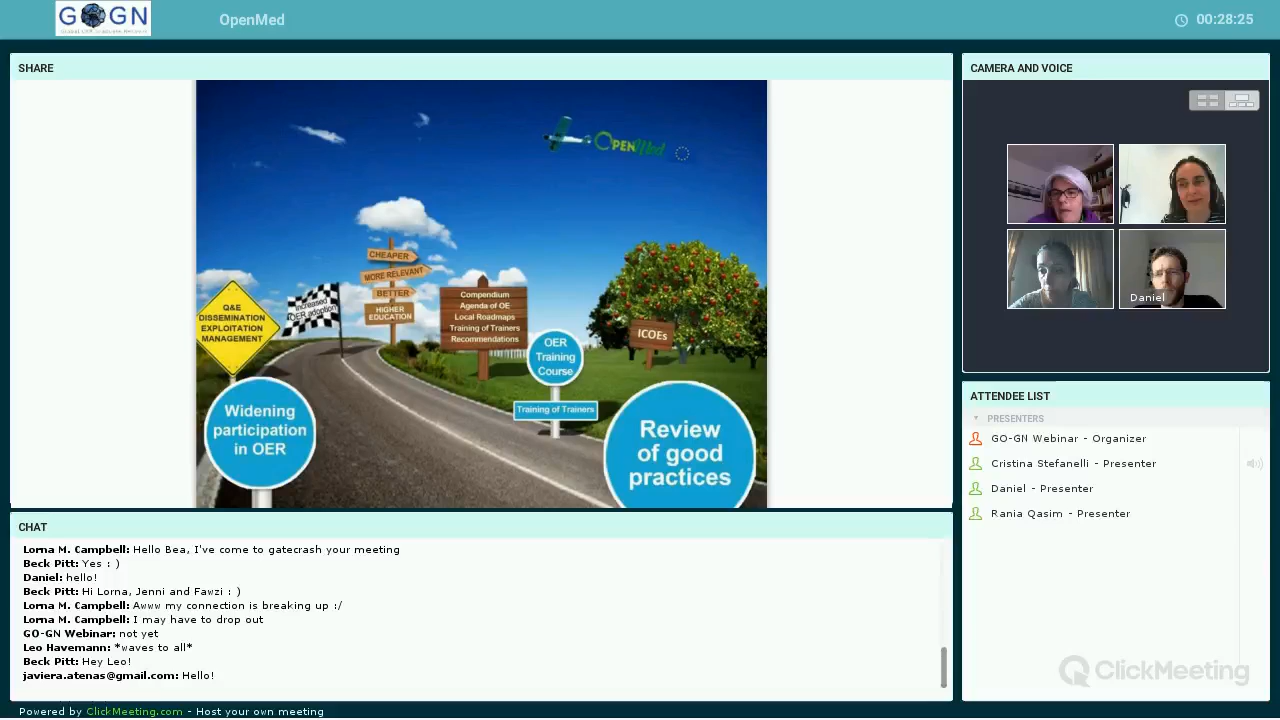 GOGN
OpenMed
00:28:25
SHARE
OPENMed
CHEAPER
MORE RELEVANT
BETTER
HIGHER
EDUCATION
Q&E
DISSEMINATION
EXPLOITATION
MANAGEMENT
Increased
OER adoption
Compendium
Agenda of OE
Local Roadmaps
Training of Trainers
Recommendations
ICOEs
OER
Training
Course
Training of Trainers
Widening
participation
in OER
Review
of good
practices
CAMERA AND VOICE
Daniel
ATTENDEE LIST
PRESENTERS
GO-GN Webinar - Organizer
Cristina Stefanelli - Presenter
Daniel - Presenter
Rania Qasim - Presenter
ClickMeeting
CHAT
Lorna M. Campbell: Hello Bea, I've come to gatecrash your meeting
Beck Pitt: Yes : )
Daniel: hello!
Beck Pitt: Hi Lorna, Jenni and Fawzi : )
Lorna M. Campbell: Awww my connection is breaking up :/
Lorna M. Campbell: I may have to drop out
GO-GN Webinar: not yet
Leo Havemann: *waves to all*
Beck Pitt: Hey Leo!
javiera.atenas@gmail.com: Hello!
Powered by ClickMeeting.com - Host your own meeting